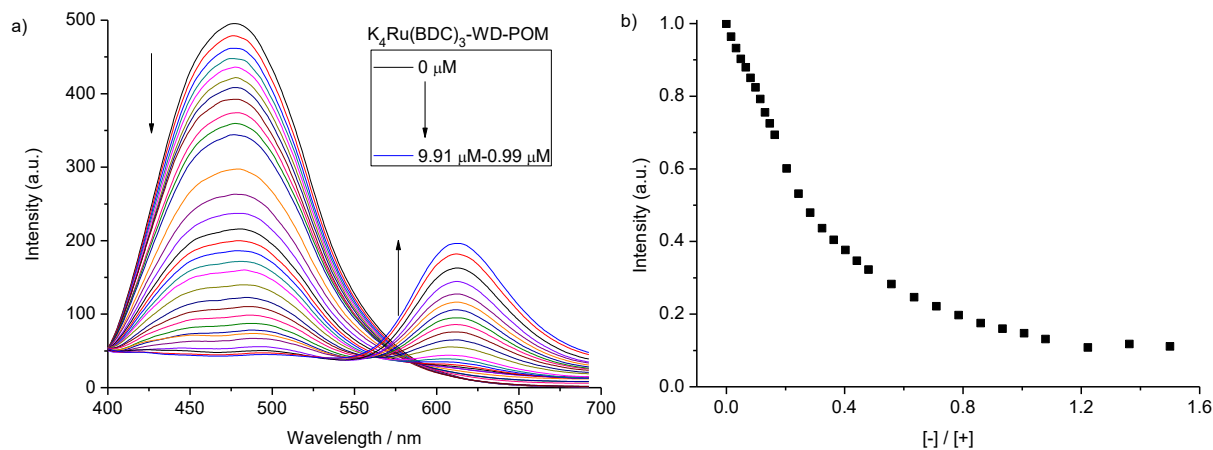 a)
K₄Ru(BDC)₃-WD-POM
0 μM
9.91 μM-0.99 μM
500
400
300
200
100
0
400 450 500 550 600 650 700
Intensity (a.u.)
Wavelength / nm
b)
1.0
0.8
0.6
0.4
0.2
0.0
0.0 0.4 0.8 1.2 1.6
Intensity (a.u.)
[-] / [+]